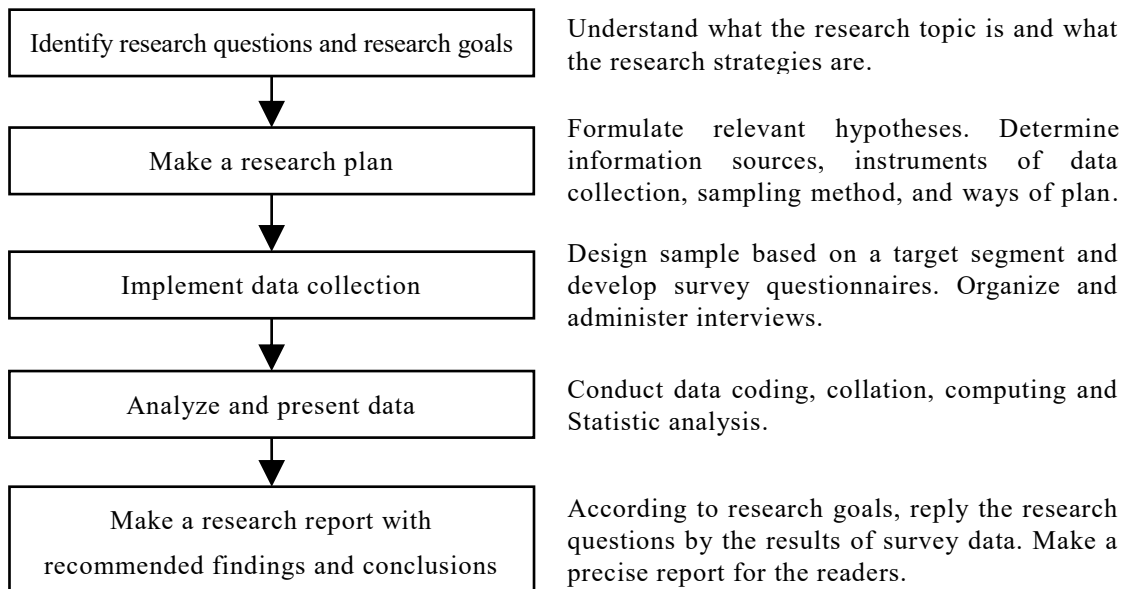 Identify research questions and research goals
Understand what the research topic is and what
the research strategies are.
Make a research plan
Formulate relevant hypotheses. Determine
information sources, instruments of data
collection, sampling method, and ways of plan.
Implement data collection
Design sample based on a target segment and
develop survey questionnaires. Organize and
administer interviews.
Analyze and present data
Conduct data coding, collation, computing and
Statistic analysis.
Make a research report with
recommended findings and conclusions
According to research goals, reply the research
questions by the results of survey data. Make a
precise report for the readers.